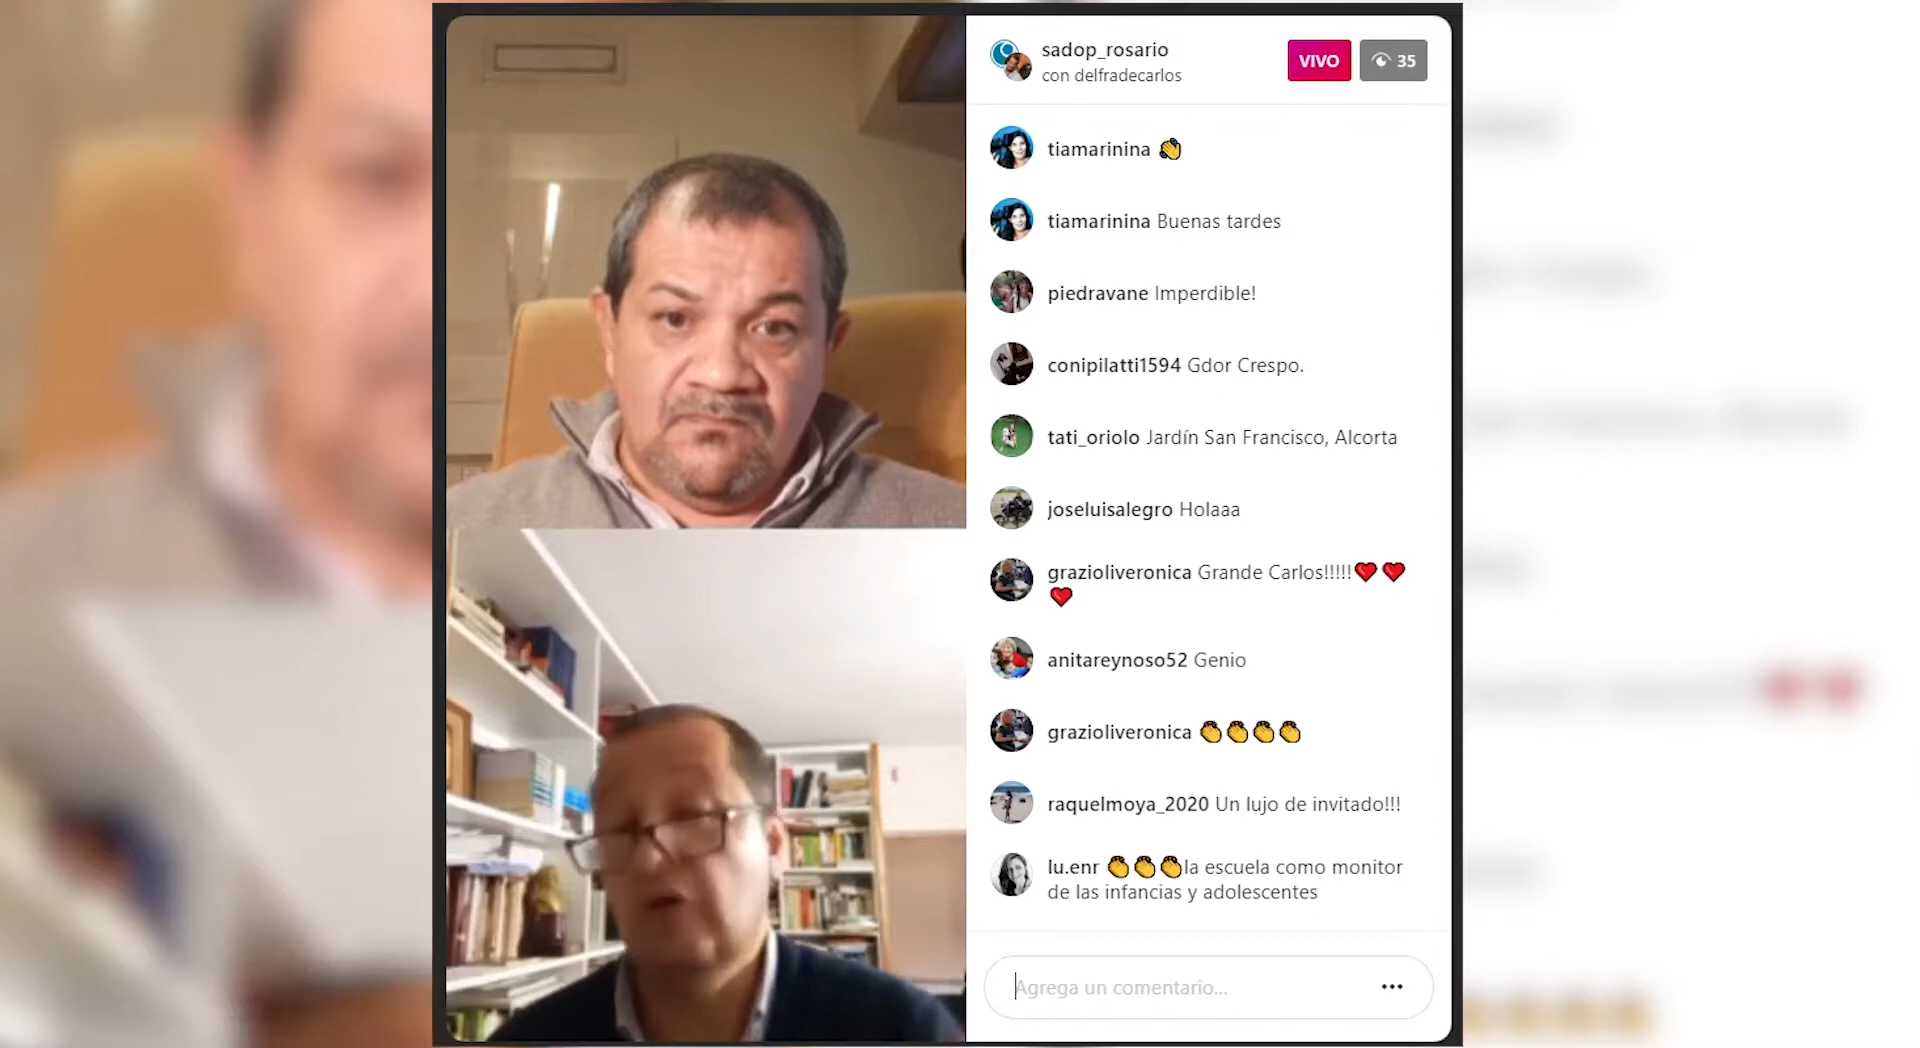 sadop_rosario
con delfradecarlos
VIVO
35
tiamarinina 👏
tiamarinina Buenas tardes
piedravane Imperdible!
conipilatti1594 Gdor Crespo.
tati_oriolo Jardín San Francisco, Alcorta
joseluisalegro Holaaa
grazioliveronica Grande Carlos!!!!!❤️❤️
❤️
anitareynoso52 Genio
grazioliveronica 👏👏👏👏
raquelmoya_2020 Un lujo de invitado!!!
lu.enr 👏👏👏la escuela como monitor
de las infancias y adolescentes
Agrega un comentario...